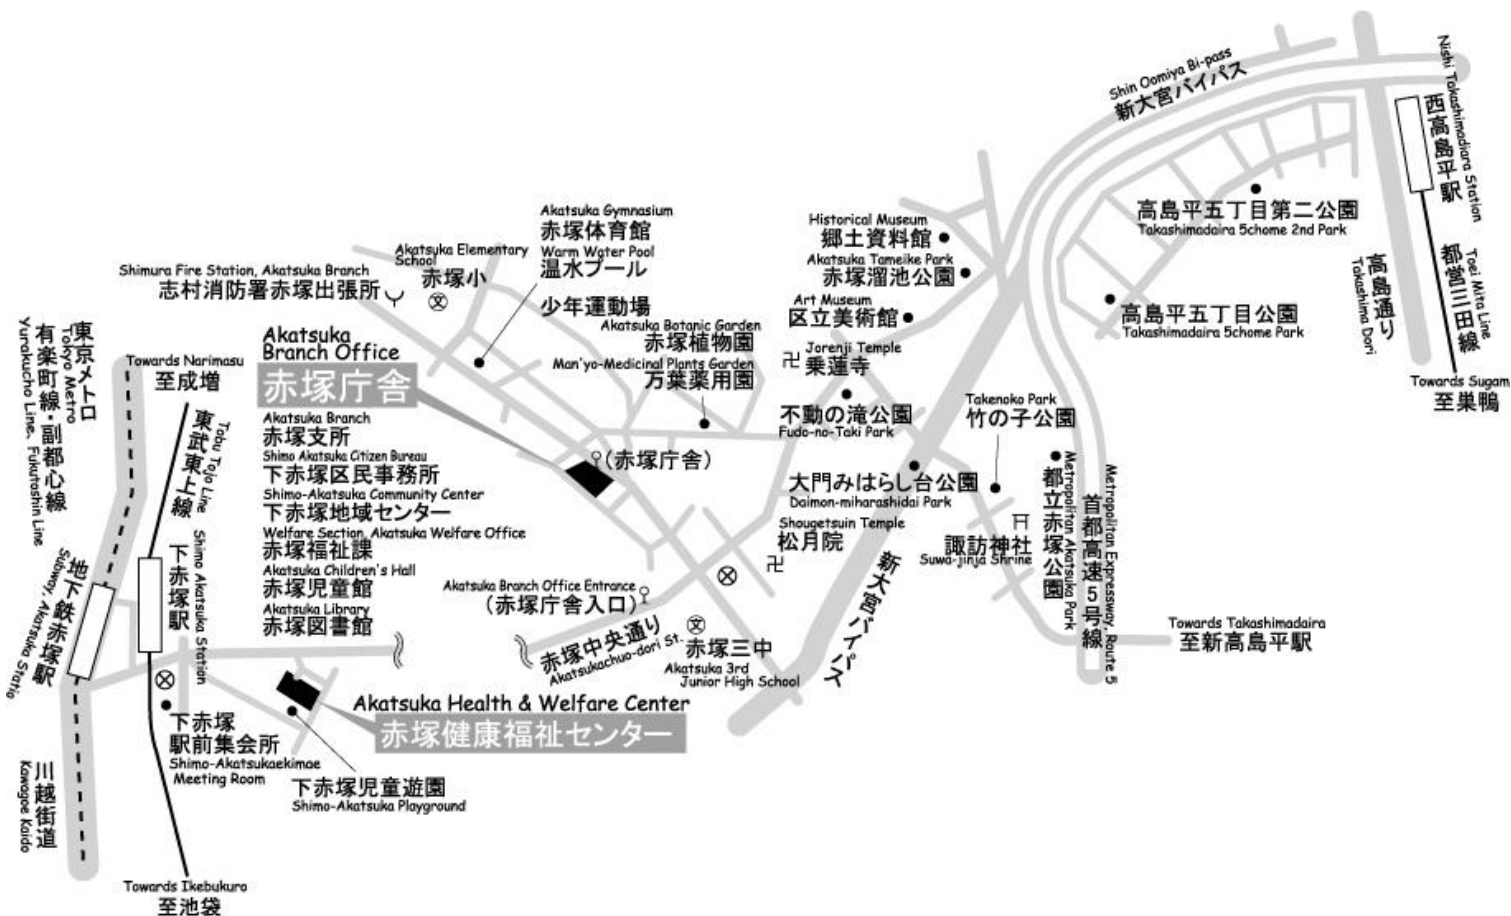 Shin Oomiya Bi-pass
新大宮バイパス
Nishi Takashimadiara Station
西高島平駅
高島平五丁目第二公園
Takashimadaira 5chome 2nd Park
Toei Mita Line
都営三田線
高島通り
Takashima Dori
高島平五丁目公園
Takashimadaira 5chome Park
Towards Sugam
至巣鴨
Historical Museum
郷土資料館
Akatsuka Tameike Park
赤塚溜池公園
Art Museum
区立美術館
Jorenji Temple
卍乗蓮寺
不動の滝公園
Fudo-no-Taki Park
Takenoko Park
竹の子公園
大門みはらし台公園
Daimon-miharashidai Park
Shougetsuin Temple
松月院
卍
諏訪神社
Suwa-jinja Shrine
都立赤塚公園
Metropolitan Akatsuka Park
首都高速5号線
Metropolitan Expressway, Route 5
新大宮バイパス
Towards Takashimadaira
至新高島平駅
Akatsuka Gymnasium
赤塚体育館
Warm Water Pool
温水プール
少年運動場
Akatsuka Elementary
School
赤塚小
文
Shimura Fire Station, Akatsuka Branch
志村消防署赤塚出張所
Akatsuka Botanic Garden
赤塚植物園
Man'yo-Medicinal Plants Garden
万葉薬用園
Akatsuka
Branch Office
赤塚庁舎
(赤塚庁舎)
Akatsuka Branch
赤塚支所
Shimo Akatsuka Citizen Bureau
下赤塚区民事務所
Shimo-Akatsuka Community Center
下赤塚地域センター
Welfare Section, Akatsuka Welfare Office
赤塚福祉課
Akatsuka Children's Hall
赤塚児童館
Akatsuka Library
赤塚図書館
Akatsuka Branch Office Entrance
(赤塚庁舎入口)
赤塚中央通り
Akatsukachuo-dori St.
文
赤塚三中
Akatsuka 3rd
Junior High School
東京メトロ
Tokyo Metro
有楽町線・副都心線
Yurakucho Line、Fukutoshin Line
Towards Narimasu
至成増
東武東上線
Tobu Tojo Line
下赤塚駅
Shimo Akatsuka Station
地下鉄赤塚駅
Subway, Akatsuka Statio
川越街道
Kawagoe Kaido
下赤塚
駅前集会所
Shimo-Akatsukaekimae
Meeting Room
Akatsuka Health & Welfare Center
赤塚健康福祉センター
下赤塚児童遊園
Shimo-Akatsuka Playground
Towards Ikebukuro
至池袋